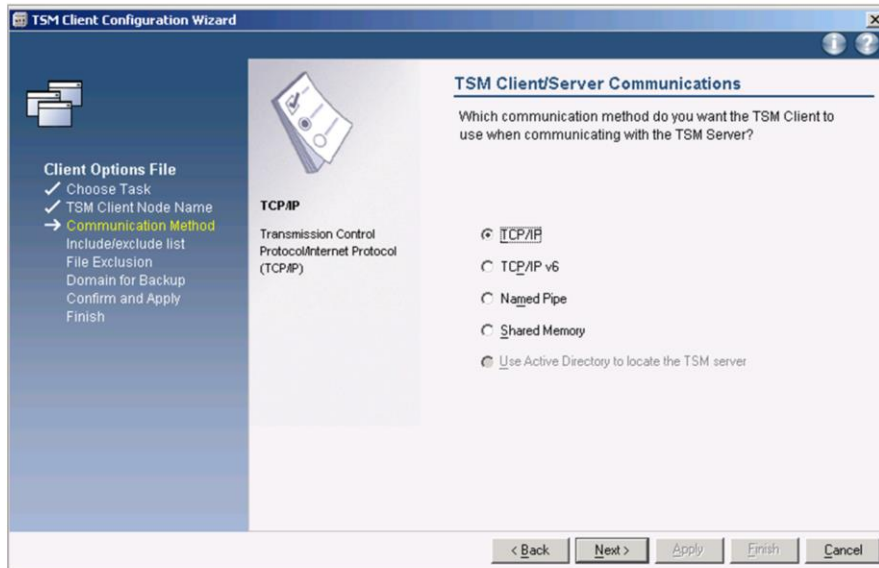 TSM Client Configuration Wizard
Client Options File
Choose Task
TSM Client Node Name
Communication Method
Include/exclude list
File Exclusion
Domain for Backup
Confirm and Apply
Finish
TCP/IP
Transmission Control
Protocol/Internet Protocol
(TCP/IP)
TSM Client/Server Communications
Which communication method do you want the TSM Client to
use when communicating with the TSM Server?
TCP/IP
TCP/IP v6
Named Pipe
Shared Memory
Use Active Directory to locate the TSM server
< Back
Next >
Apply
Finish
Cancel